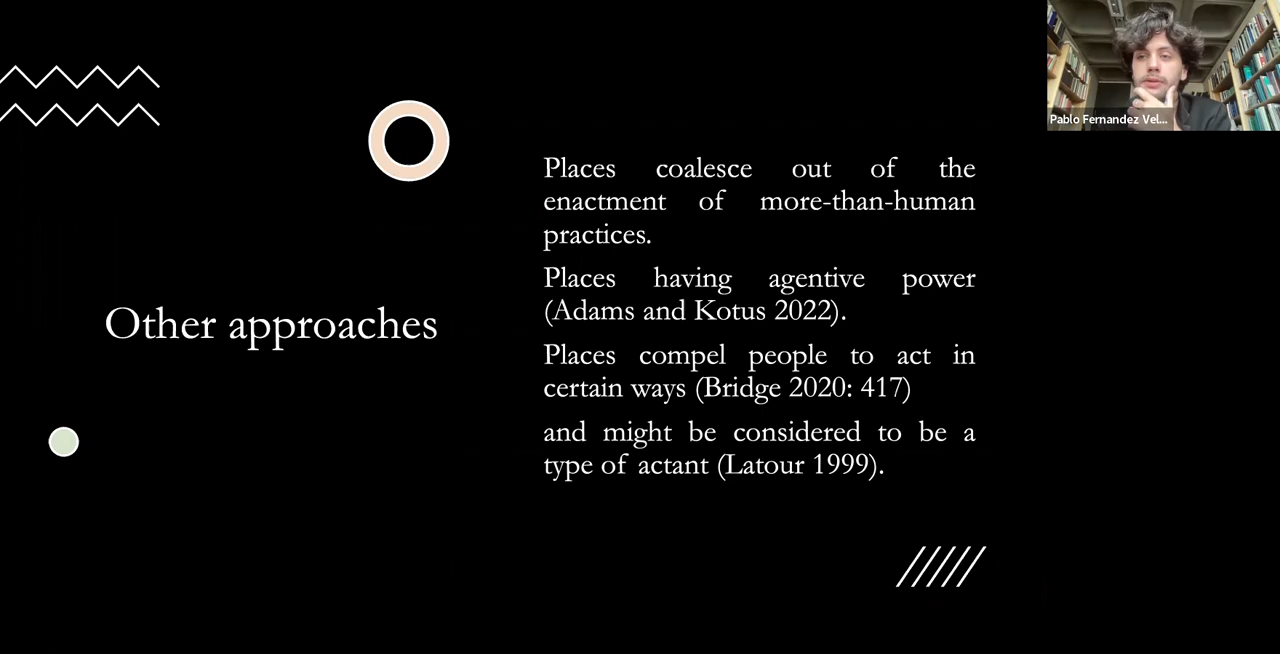 Pablo Fernandez Vel...
Other approaches
Places coalesce out of the
enactment of more-than-human
practices.
Places having agentive power
(Adams and Kotus 2022).
Places compel people to act in
certain ways (Bridge 2020: 417)
and might be considered to be a
type of actant (Latour 1999).